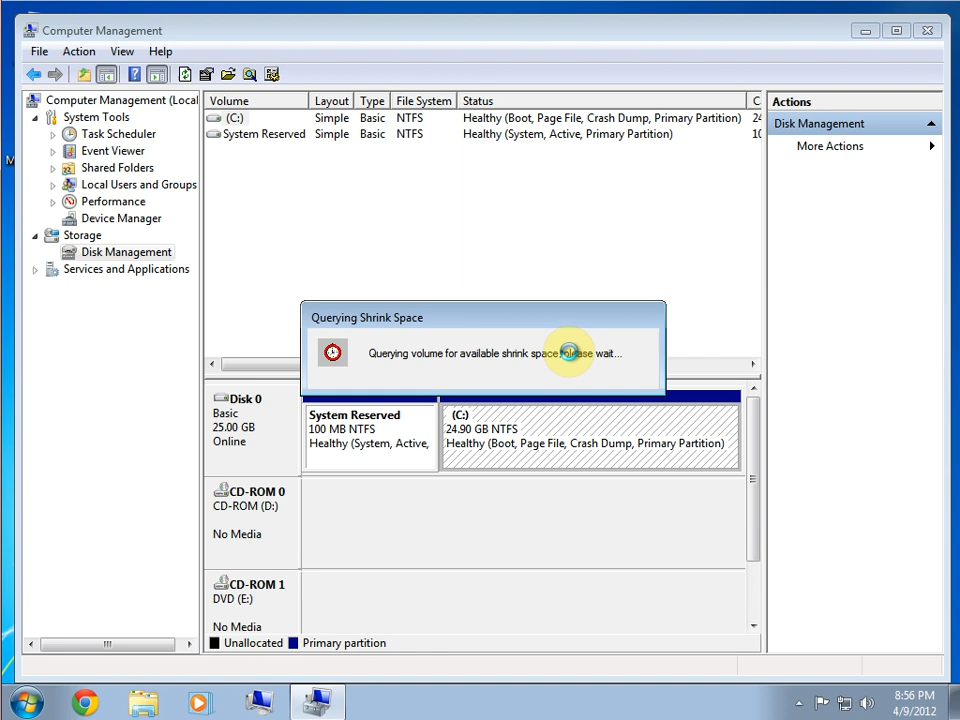 Computer Management
File Action View Help
Computer Management (Local
System Tools
Task Scheduler
Event Viewer
Shared Folders
Local Users and Groups
Performance
Device Manager
Storage
Disk Management
Services and Applications
Volume Layout Type File System Status C
(C:) Simple Basic NTFS Healthy (Boot, Page File, Crash Dump, Primary Partition) 24
System Reserved Simple Basic NTFS Healthy (System, Active, Primary Partition) 10
Actions
Disk Management
More Actions
Querying Shrink Space
Querying volume for available shrink space, please wait...
Disk 0
Basic
25.00 GB
Online
System Reserved
100 MB NTFS
Healthy (System, Active,
(C:)
24.90 GB NTFS
Healthy (Boot, Page File, Crash Dump, Primary Partition)
CD-ROM 0
CD-ROM (D:)
No Media
CD-ROM 1
DVD (E:)
No Media
Unallocated Primary partition
M
8:56 PM
4/9/2012